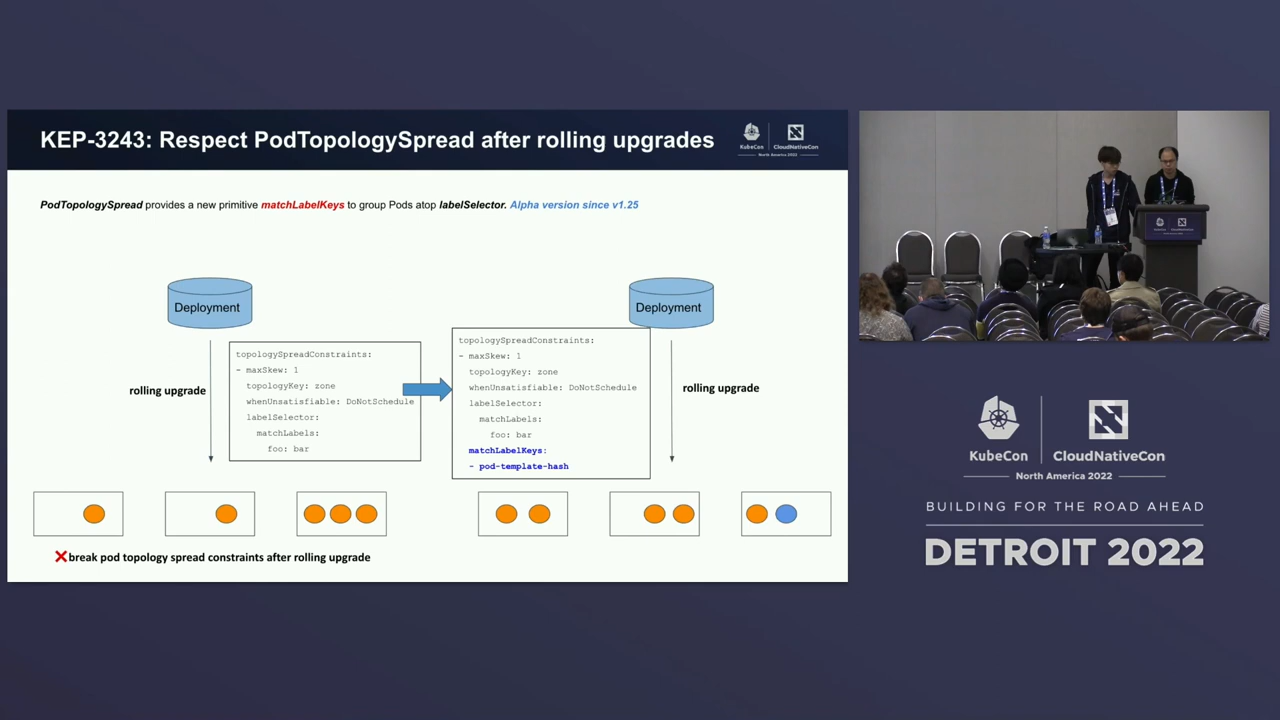 KEP-3243: Respect PodTopologySpread after rolling upgrades
KubeCon
CloudNativeCon
North America 2022
PodTopologySpread provides a new primitive matchLabelKeys to group Pods atop labelSelector. Alpha version since v1.25
Deployment
rolling upgrade
topologySpreadConstraints:
- maxSkew: 1
topologyKey: zone
whenUnsatisfiable: DoNotSchedule
labelSelector:
matchLabels:
foo: bar
Deployment
topologySpreadConstraints:
- maxSkew: 1
topologyKey: zone
whenUnsatisfiable: DoNotSchedule
labelSelector:
matchLabels:
foo: bar
matchLabelKeys:
- pod-template-hash
rolling upgrade
break pod topology spread constraints after rolling upgrade
KubeCon
CloudNativeCon
North America 2022
BUILDING FOR THE ROAD AHEAD
DETROIT 2022